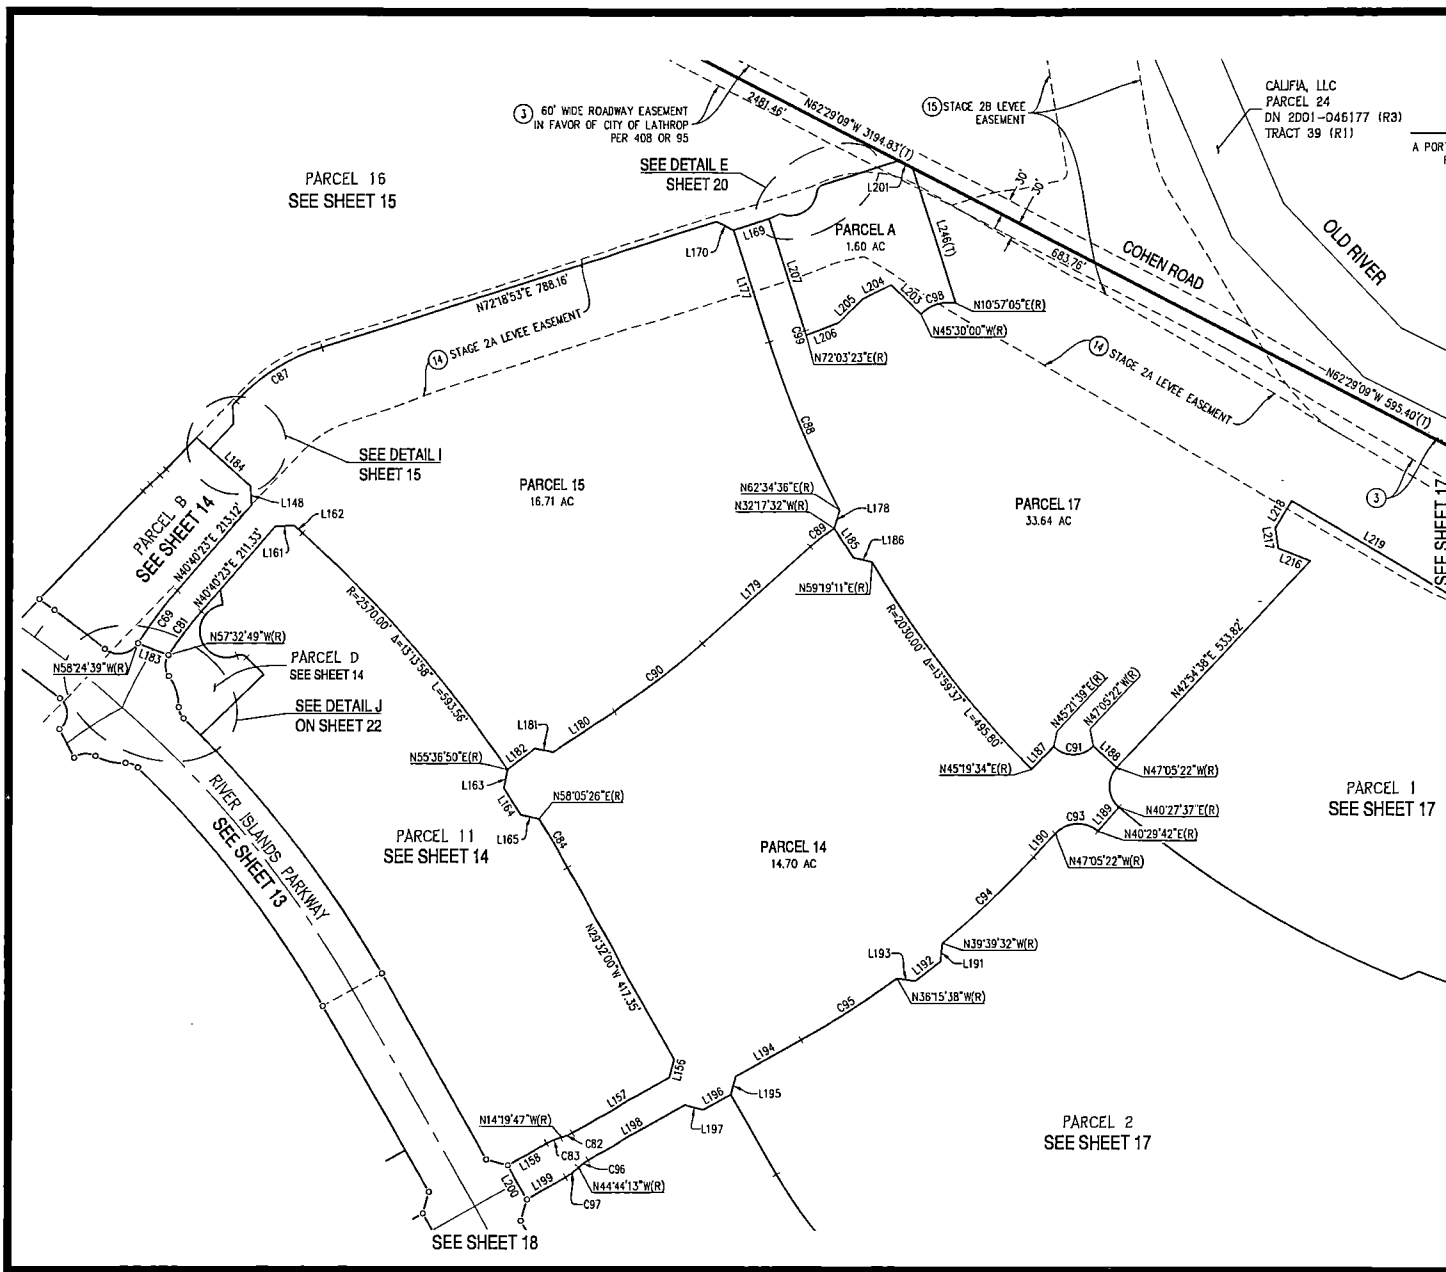 ③ 60' WIDE ROADWAY EASEMENT
IN FAVOR OF CITY OF LATHROP
PER 408 OR 95
2481.46'
N62°29'09"W 3194.83'(T)
⑮ STAGE 2B LEVEE
EASEMENT
CALIFIA, LLC
PARCEL 24
DN 2001-046177 (R3)
TRACT 39 (R1)
A POR
PARCEL 16
SEE SHEET 15
SEE DETAIL E
SHEET 20
L201
30'
30'
OLD RIVER
COHEN ROAD
683.76'
L170
L169
PARCEL A
1.60 AC
L246(T)
L177
L207
L204
L205
L203
C98
L206
C99
N10°57'05"E(R)
N45°30'00"W(R)
N72°03'23"E(R)
N72°18'53"E 788.16'
⑭ STAGE 2A LEVEE EASEMENT
⑭ STAGE 2A LEVEE EASEMENT
N62°29'09"W 595.40'(T)
C87
C88
③
SEE SHEET 17
L184
SEE DETAIL I
SHEET 15
L148
PARCEL B
SEE SHEET 14
N40°40'23"E 213.12'
N40°40'23"E 211.33'
L162
L161
PARCEL 15
16.71 AC
N62°34'36"E(R)
N32°17'32"W(R)
L178
C89
L185
L186
N59°19'11"E(R)
PARCEL 17
33.64 AC
L218
L217
L216
L219
L179
R=2570.00' Δ=13°13'58" L=593.56'
R=2030.00' Δ=13°59'37" L=495.80'
N42°54'38"E 533.82'
C69
C81
N57°32'49"W(R)
N58°24'39"W(R)
L183
PARCEL D
SEE SHEET 14
SEE DETAIL J
ON SHEET 22
C90
L181
L180
L182
N55°36'50"E(R)
L163
L164
L165
N58°05'26"E(R)
N45°21'39"E(R)
N47°05'22"W(R)
L187
C91
L188
N45°19'34"E(R)
N47°05'22"W(R)
N40°27'37"E(R)
L189
C93
N40°29'42"E(R)
L190
N47°05'22"W(R)
PARCEL 1
SEE SHEET 17
RIVER ISLANDS PARKWAY
SEE SHEET 13
PARCEL 11
SEE SHEET 14
C84
PARCEL 14
14.70 AC
C94
N29°32'00"W 417.35'
N39°39'32"W(R)
L193
L192
L191
N36°15'38"W(R)
C95
L194
L156
L157
L195
L196
L197
L198
N14°19'47"W(R)
C82
C83
L158
C96
N44°44'13"W(R)
C97
L199
L200
PARCEL 2
SEE SHEET 17
SEE SHEET 18